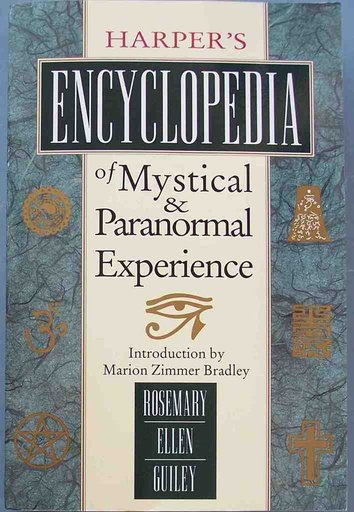 HARPER'S
ENCYCLOPEDIA
of Mystical
&
Paranormal
Experience
Introduction by
Marion Zimmer Bradley
ROSEMARY
ELLEN
GUILEY